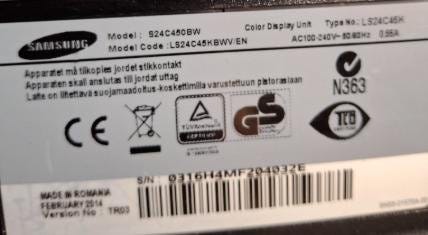 SAMSUNG
Model : S24C450BW
Model Code : LS24C45KBWV/EN
Color Display Unit
Type No : LS24C45K
AC100-240V~ 50/60Hz 0.55A
Apparatet må tilkoples jordet stikkontakt
Apparaten skall anslutas till jordat uttag
Laite on liitettävä suojamaadoitus-koskettimilla varustettuun pistorasiaan
N363
CE
TÜV
GS
TCO
S/N : 0316H4MF204032E
MADE IN ROMANIA
FEBRUARY 2014
Version No : TR03